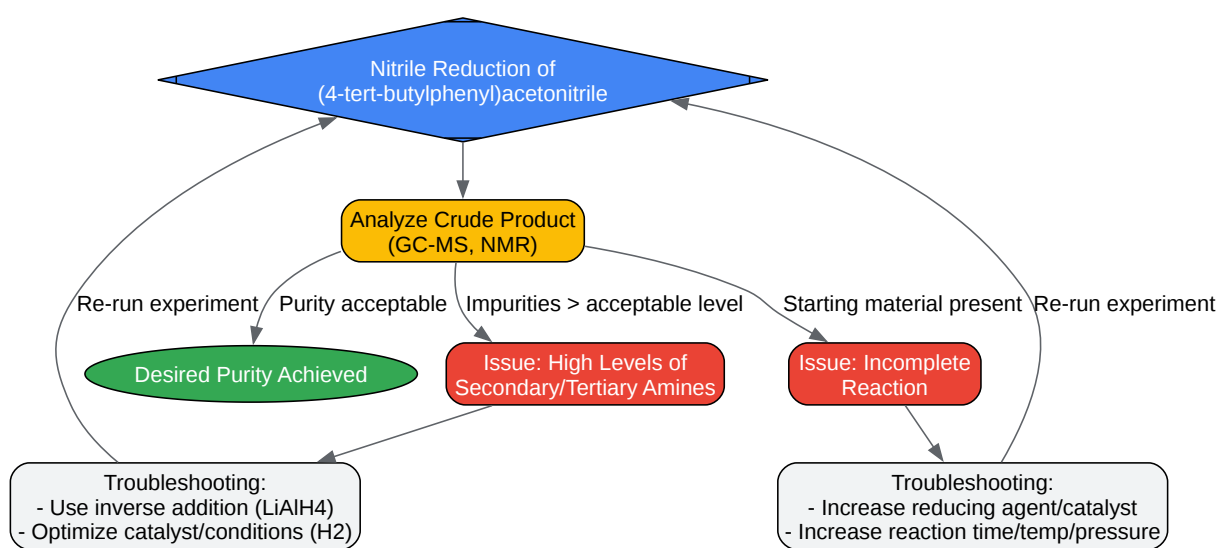 Nitrile Reduction of
(4-tert-butylphenyl)acetonitrile
Analyze Crude Product
(GC-MS, NMR)
Re-run experiment
Purity acceptable
Impurities > acceptable level
Starting material present
Re-run experiment
Desired Purity Achieved
Issue: High Levels of
Secondary/Tertiary Amines
Issue: Incomplete
Reaction
Troubleshooting:
- Use inverse addition (LiAlH4)
- Optimize catalyst/conditions (H2)
Troubleshooting:
- Increase reducing agent/catalyst
- Increase reaction time/temp/pressure